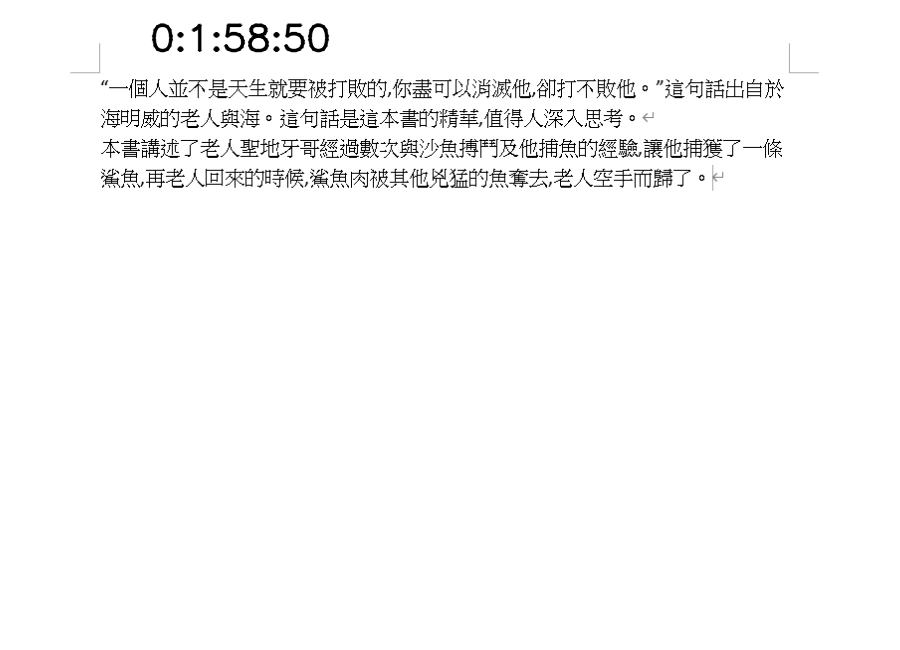 0:1:58:50
“一個人並不是天生就要被打敗的,你盡可以消滅他,卻打不敗他。”這句話出自於
海明威的老人與海。這句話是這本書的精華,值得人深入思考。
本書講述了老人聖地牙哥經過數次與沙魚搏鬥及他捕魚的經驗,讓他捕獲了一條
鯊魚,再老人回來的時候,鯊魚肉被其他兇猛的魚奪去,老人空手而歸了。